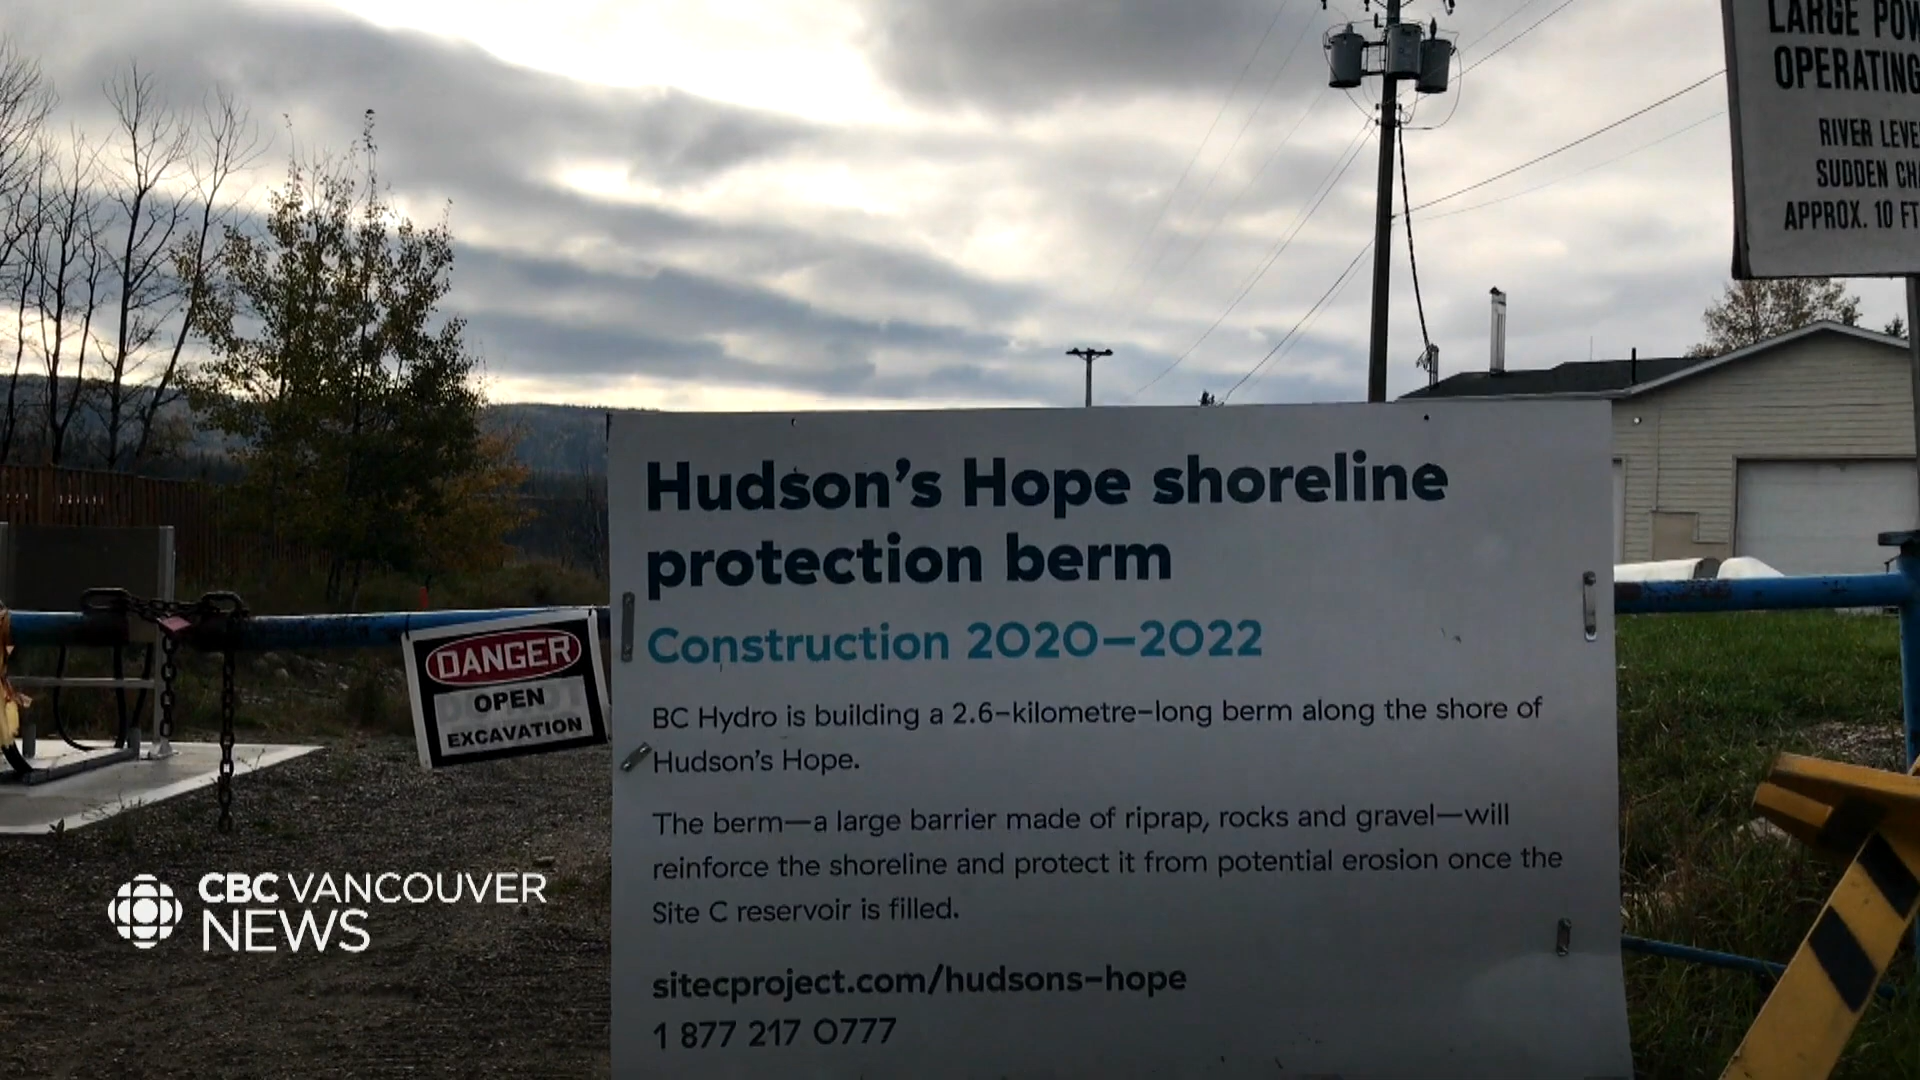 LARGE POW
OPERATING
RIVER LEVE
SUDDEN CH
APPROX. 10 FT
Hudson's Hope shoreline
protection berm
Construction 2020–2022
BC Hydro is building a 2.6-kilometre-long berm along the shore of
Hudson's Hope.
The berm—a large barrier made of riprap, rocks and gravel—will
reinforce the shoreline and protect it from potential erosion once the
Site C reservoir is filled.
sitecproject.com/hudsons-hope
1 877 217 0777
DANGER
OPEN
EXCAVATION
CBC VANCOUVER
NEWS